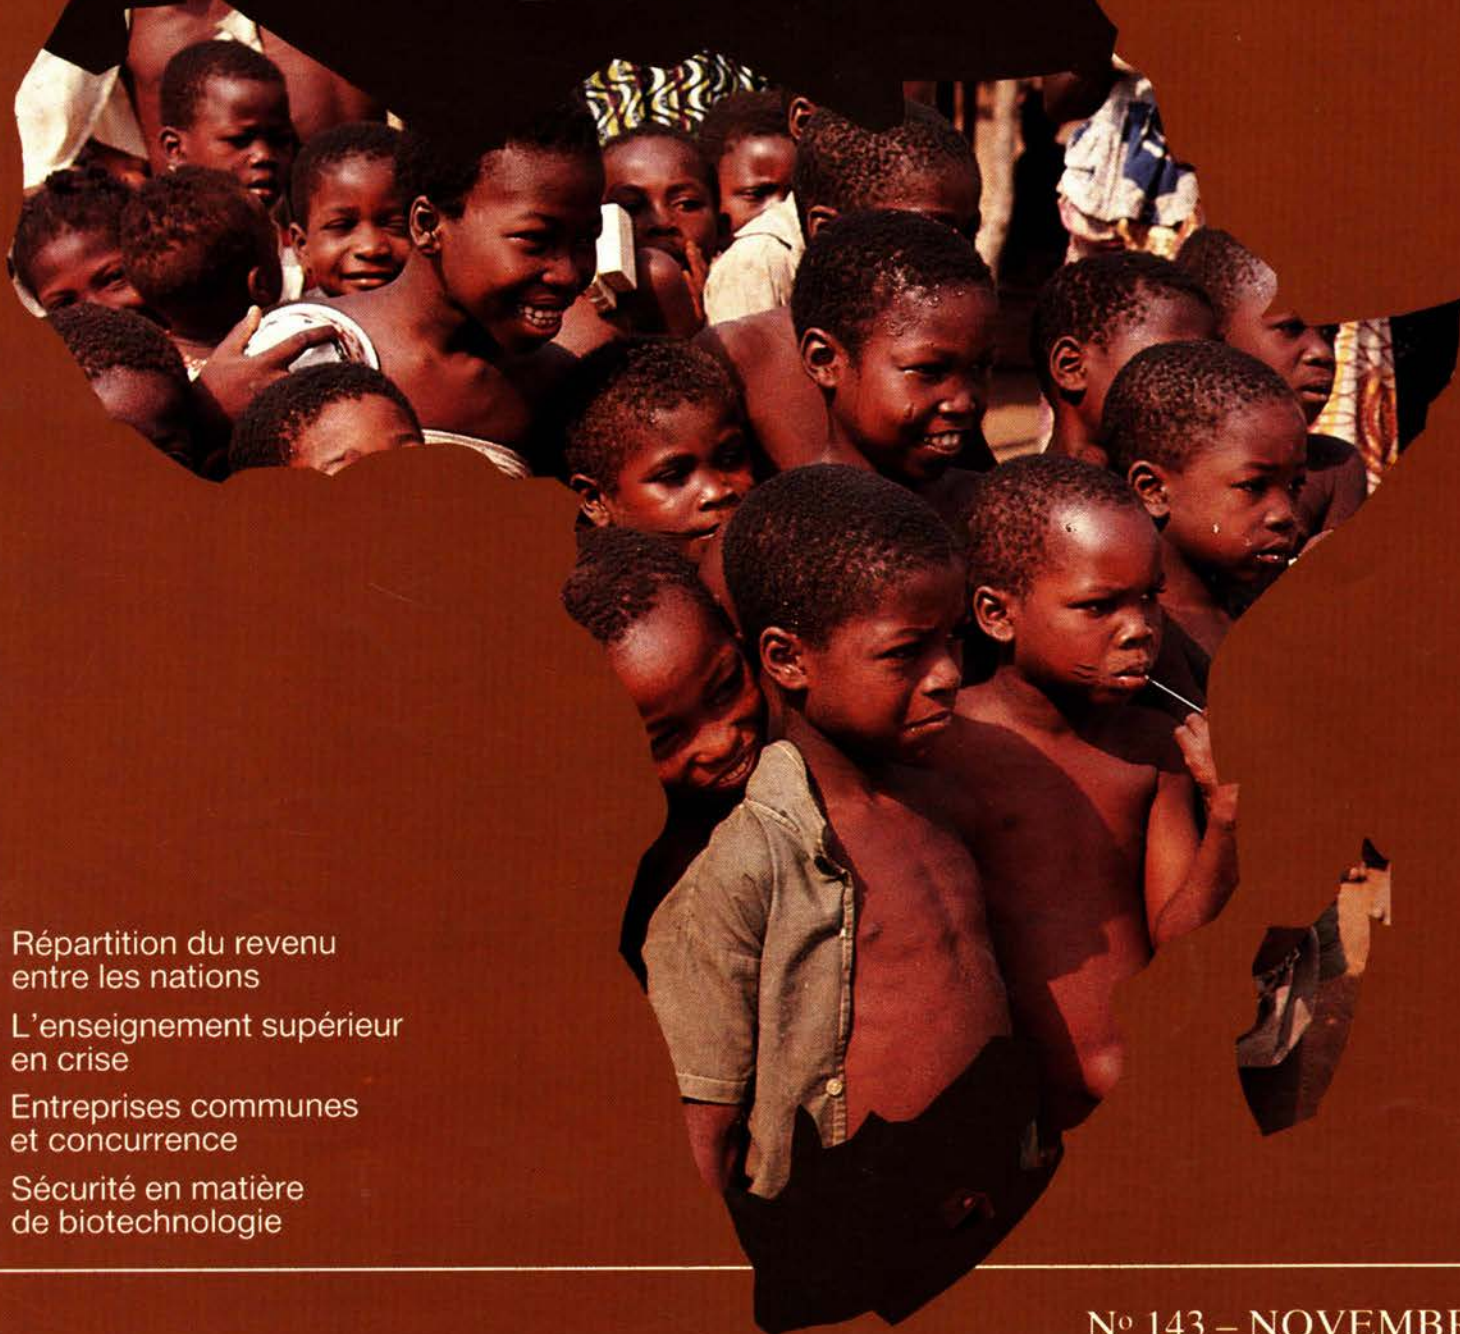 Répartition du revenu
entre les nations
L'enseignement supérieur
en crise
Entreprises communes
et concurrence
Sécurité en matière
de biotechnologie
Nº 143 – NOVEMBR